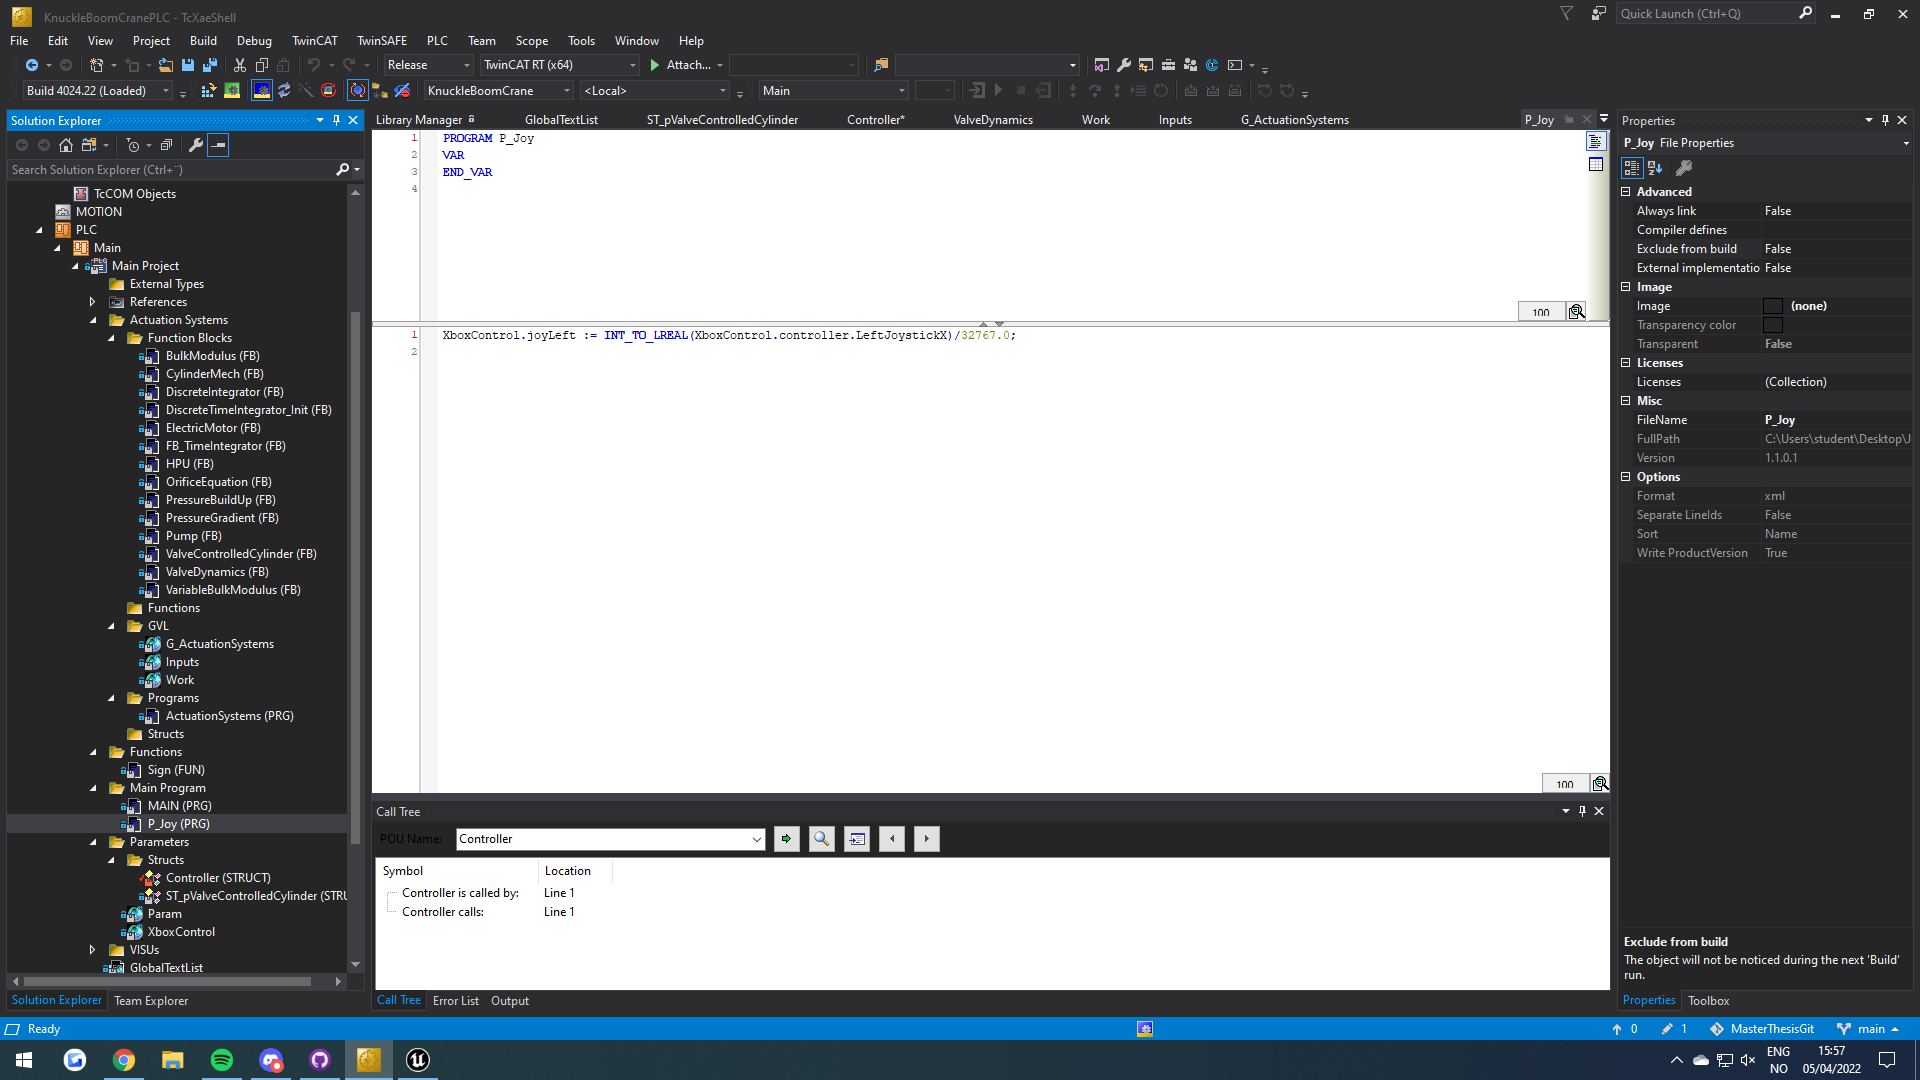 KnuckleBoomCranePLC - TcXaeShell
Quick Launch (Ctrl+Q)
File Edit View Project Build Debug TwinCAT TwinSAFE PLC Team Scope Tools Window Help
Release TwinCAT RT (x64) Attach...
Build 4024.22 (Loaded) KnuckleBoomCrane <Local> Main
Solution Explorer
Search Solution Explorer (Ctrl+¨)
TcCOM Objects
MOTION
PLC
Main
Main Project
External Types
References
Actuation Systems
Function Blocks
BulkModulus (FB)
CylinderMech (FB)
DiscreteIntegrator (FB)
DiscreteTimeIntegrator_Init (FB)
ElectricMotor (FB)
FB_TimeIntegrator (FB)
HPU (FB)
OrificeEquation (FB)
PressureBuildUp (FB)
PressureGradient (FB)
Pump (FB)
ValveControlledCylinder (FB)
ValveDynamics (FB)
VariableBulkModulus (FB)
Functions
GVL
G_ActuationSystems
Inputs
Work
Programs
ActuationSystems (PRG)
Structs
Functions
Sign (FUN)
Main Program
MAIN (PRG)
P_Joy (PRG)
Parameters
Structs
Controller (STRUCT)
ST_pValveControlledCylinder (STRU
Param
XboxControl
VISUs
GlobalTextList
Solution Explorer Team Explorer
Library Manager GlobalTextList ST_pValveControlledCylinder Controller* ValveDynamics Work Inputs G_ActuationSystems P_Joy
1 PROGRAM P_Joy
2 VAR
3 END_VAR
4
100
1 XboxControl.joyLeft := INT_TO_LREAL(XboxControl.controller.LeftJoystickX)/32767.0;
2
100
Call Tree
POU Name: Controller
Symbol Location
Controller is called by: Line 1
Controller calls: Line 1
Call Tree Error List Output
Properties
P_Joy File Properties
Advanced
Always link False
Compiler defines
Exclude from build False
External implementatio False
Image
Image (none)
Transparency color
Transparent False
Licenses
Licenses (Collection)
Misc
FileName P_Joy
FullPath C:\Users\student\Desktop\J
Version 1.1.0.1
Options
Format xml
Separate LineIds False
Sort Name
Write ProductVersion True
Exclude from build
The object will not be noticed during the next 'Build'
run.
Properties Toolbox
Ready
0 1 MasterThesisGit main
ENG
NO
15:57
05/04/2022